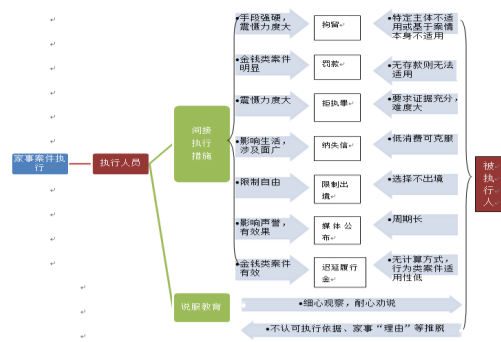 •手段强硬，
震慑力度大
拘留
•特定主体不适
用或基于案情
本身不适用
•金钱类案件
明显
罚款
•无存款则无法
适用
•震慑力度大
拒执罪
•要求证据充分，
难度大
间接
执行
措施
•影响生活，
涉及面广
纳失信
•低消费可克服
家事案件执
行
执行人员
被
执
行
人
•限制自由
限制出
境
•选择不出境
•影响声誉，
有效果
媒体公
布
•周期长
•金钱类案件
有效
迟延履行
金
•无计算方式，
行为类案件适
用性低
说服教育
•细心观察，耐心劝说
•不认可执行依据、家事“理由”等推脱